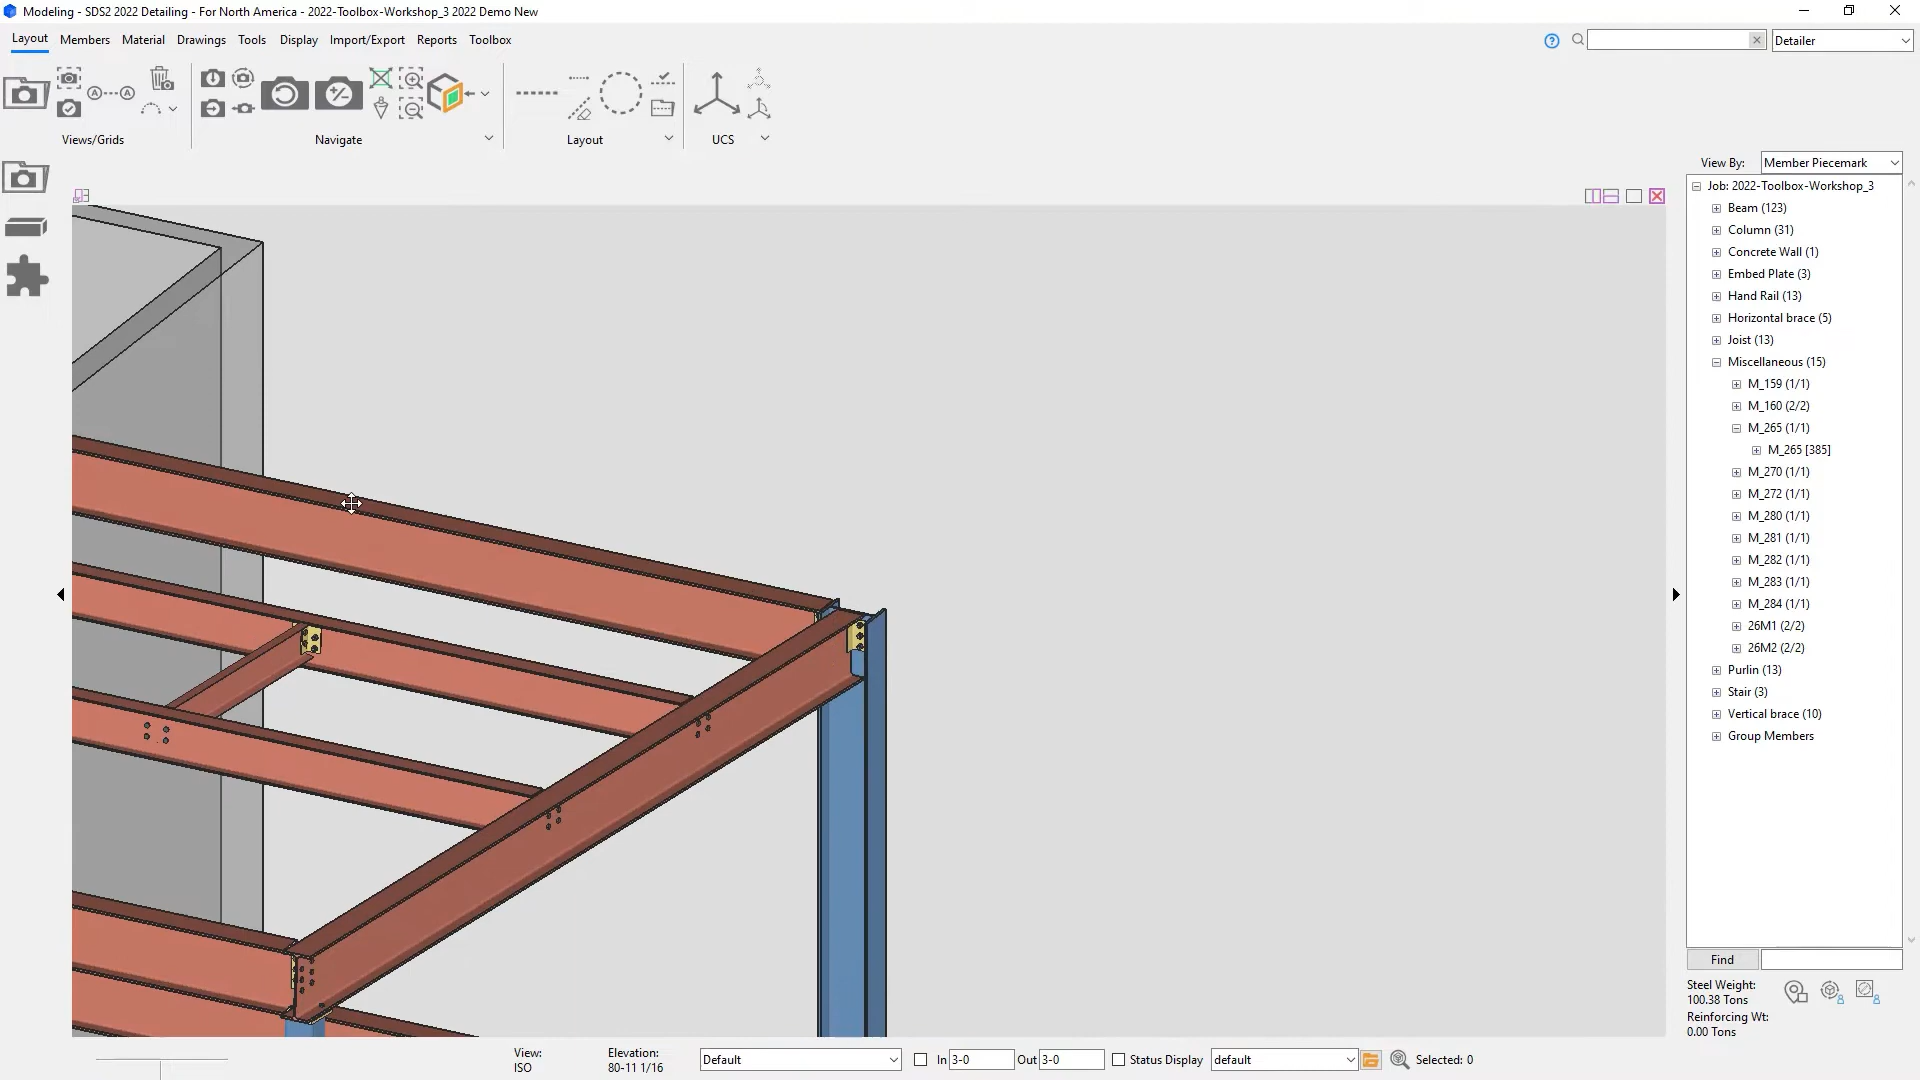 Modeling - SDS2 2022 Detailing - For North America - 2022-Toolbox-Workshop_3 2022 Demo New
Layout Members Material Drawings Tools Display Import/Export Reports Toolbox
Detailer
Views/Grids
Navigate
Layout
UCS
View By: Member Piecemark
Job: 2022-Toolbox-Workshop_3
Beam (123)
Column (31)
Concrete Wall (1)
Embed Plate (3)
Hand Rail (13)
Horizontal brace (5)
Joist (13)
Miscellaneous (15)
M_159 (1/1)
M_160 (2/2)
M_265 (1/1)
M_265 [385]
M_270 (1/1)
M_272 (1/1)
M_280 (1/1)
M_281 (1/1)
M_282 (1/1)
M_283 (1/1)
M_284 (1/1)
26M1 (2/2)
26M2 (2/2)
Purlin (13)
Stair (3)
Vertical brace (10)
Group Members
Find
Steel Weight:
100.38 Tons
Reinforcing Wt:
0.00 Tons
View:
ISO
Elevation:
80-11 1/16
Default
In 3-0 Out 3-0
Status Display default
Selected: 0